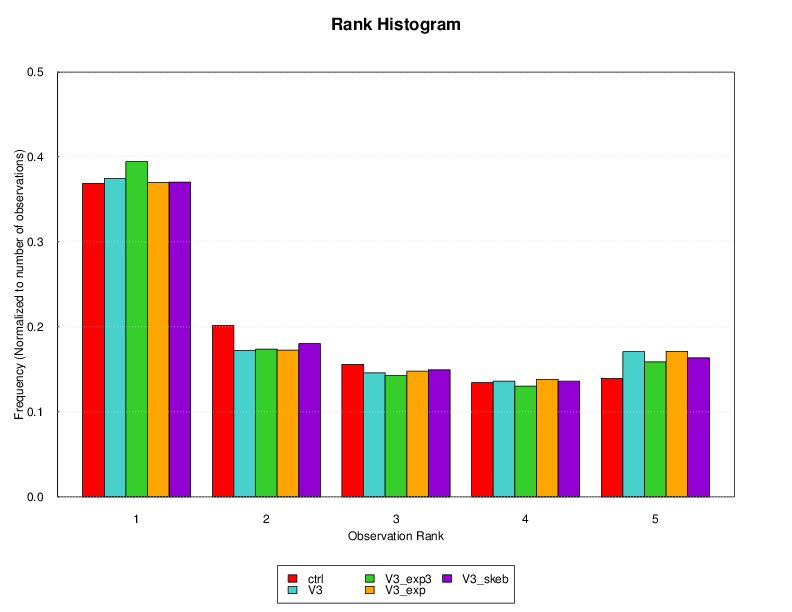 Rank Histogram
0.5
0.4
0.3
0.2
0.1
0.0
Frequency (Normalized to number of observations)
1 2 3 4 5
Observation Rank
ctrl V3_exp3 V3_skeb
V3 V3_exp